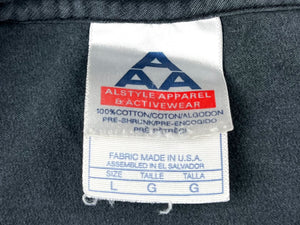 AAA
ALSTYLE APPAREL
& ACTIVEWEAR
100%COTTON/COTON/ALGODON
PRE-SHRUNK/PRE-ENCOGIDO
PRÉ RÉTRÉCI
FABRIC MADE IN U.S.A.
ASSEMBLED IN EL SALVADOR
SIZE TAILLE TALLA
L G G